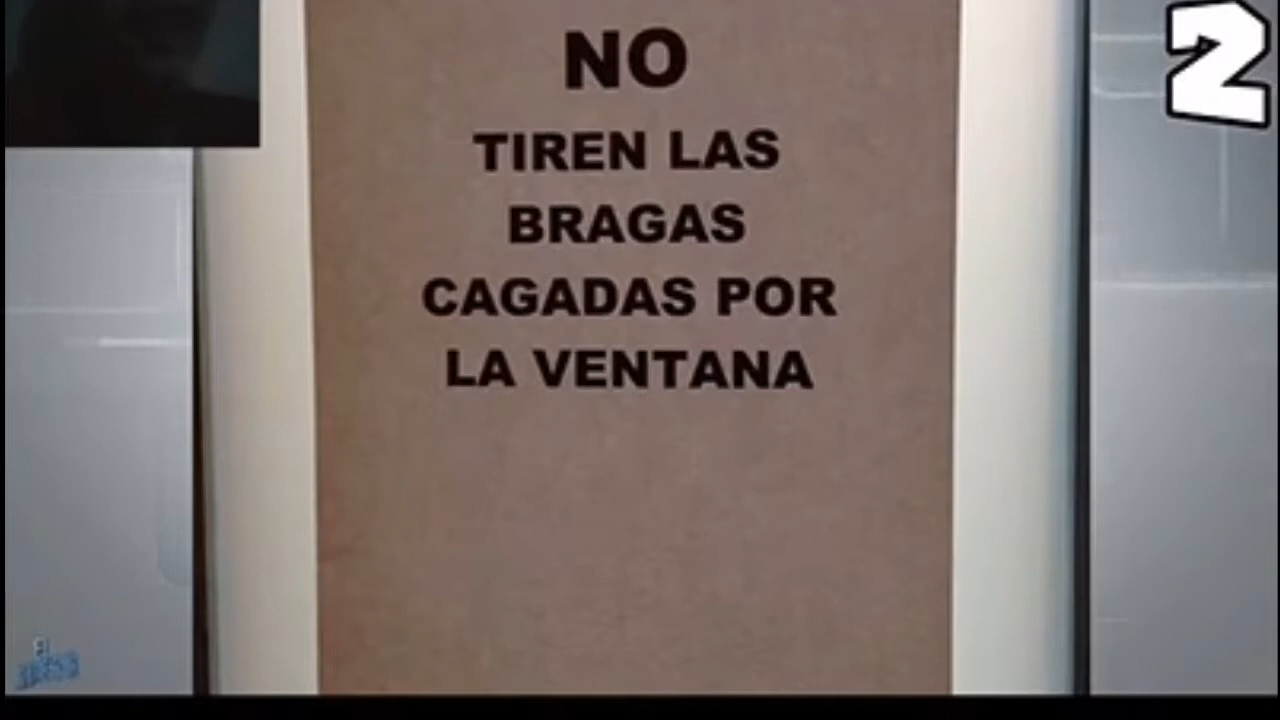 NO
2
TIREN LAS
BRAGAS
CAGADAS POR
LA VENTANA